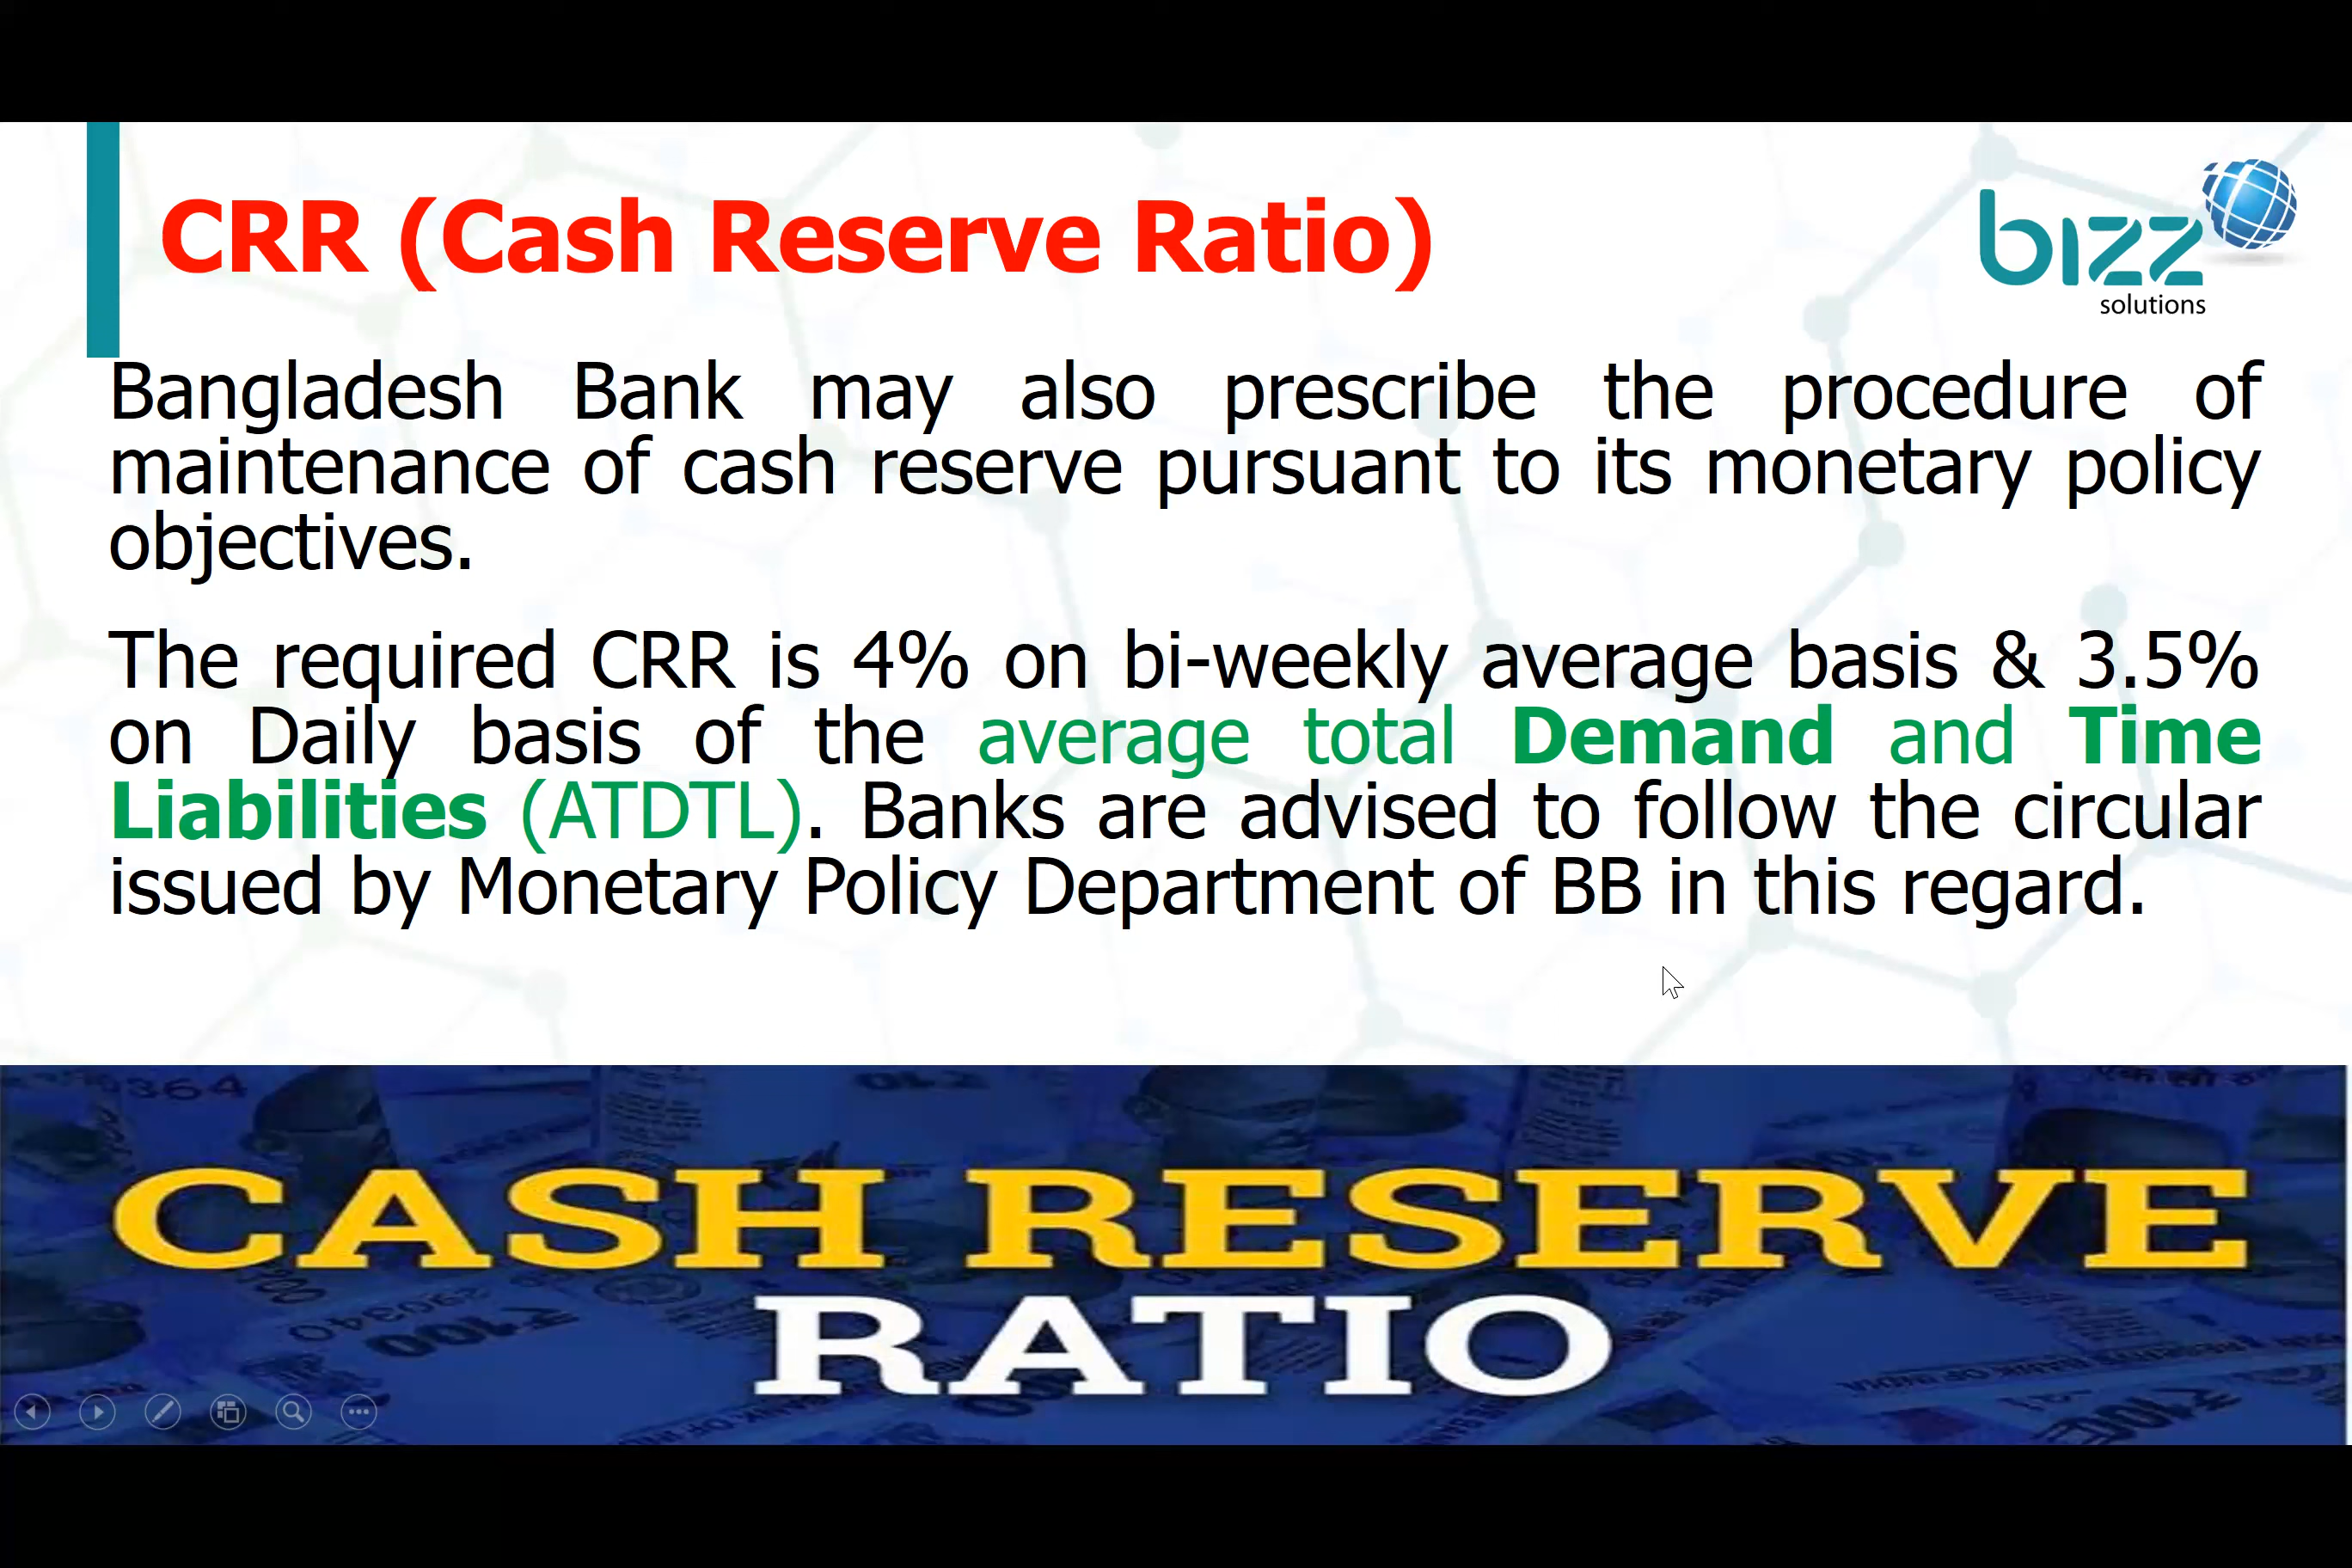 CRR (Cash Reserve Ratio)
bizz
solutions
Bangladesh Bank may also prescribe the procedure of
maintenance of cash reserve pursuant to its monetary policy
objectives.
The required CRR is 4% on bi-weekly average basis & 3.5%
on Daily basis of the average total Demand and Time
Liabilities (ATDTL). Banks are advised to follow the circular
issued by Monetary Policy Department of BB in this regard.
CASH RESERVE
RATIO